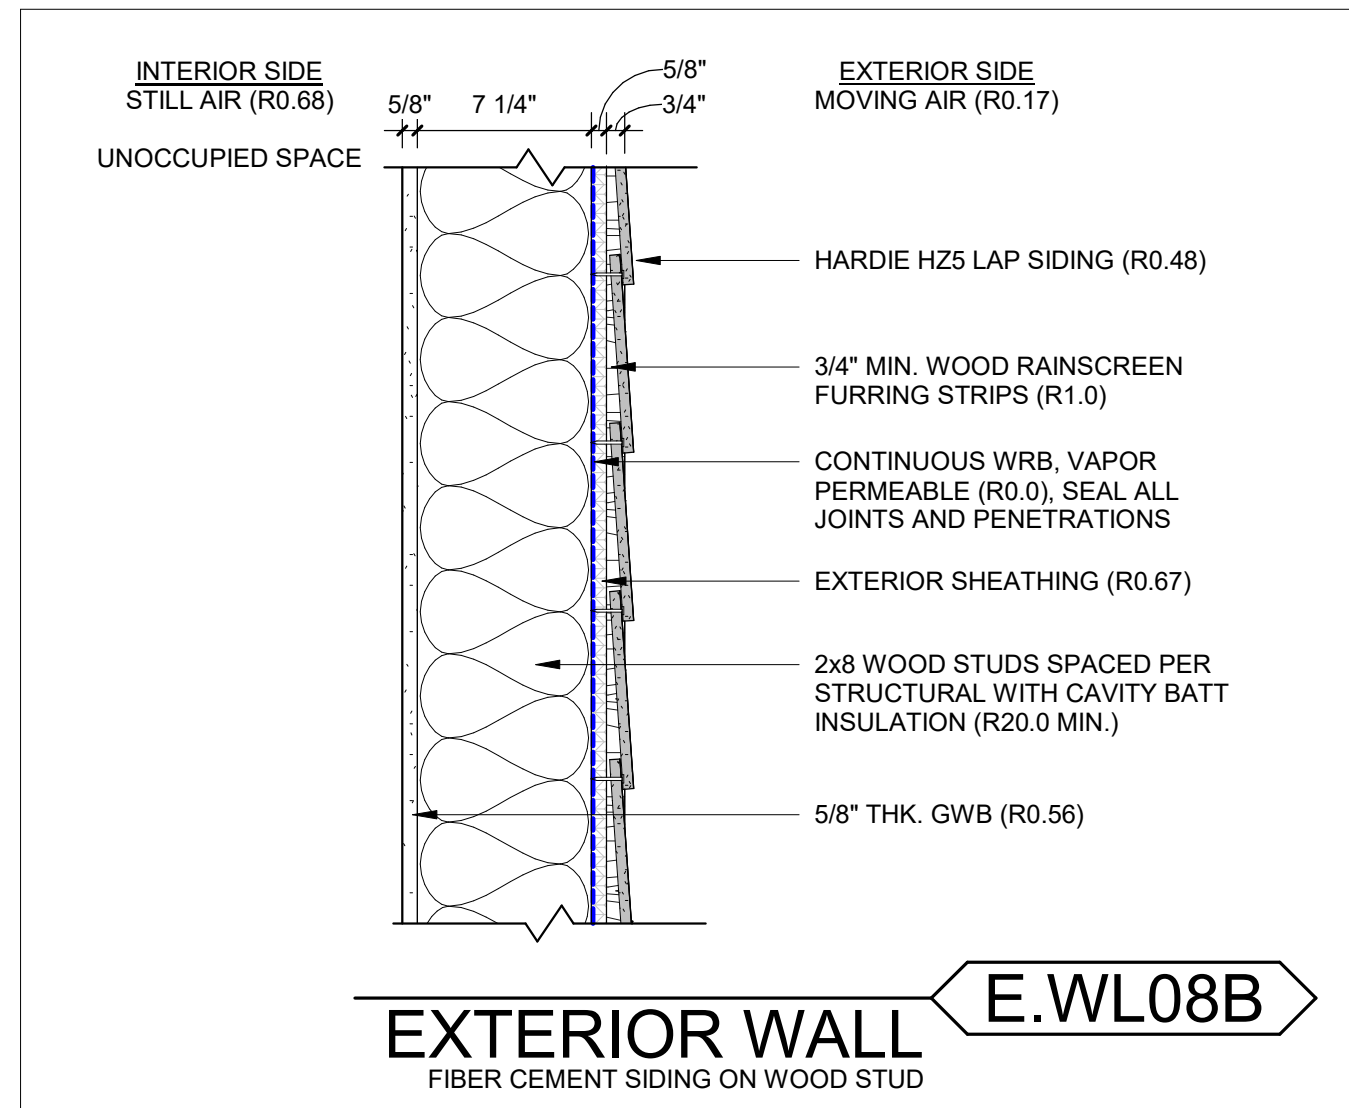 INTERIOR SIDE
STILL AIR (R0.68)
UNOCCUPIED SPACE
5/8"
7 1/4"
5/8"
3/4"
EXTERIOR SIDE
MOVING AIR (R0.17)
HARDIE HZ5 LAP SIDING (R0.48)
3/4" MIN. WOOD RAINSCREEN
FURRING STRIPS (R1.0)
CONTINUOUS WRB, VAPOR
PERMEABLE (R0.0), SEAL ALL
JOINTS AND PENETRATIONS
EXTERIOR SHEATHING (R0.67)
2x8 WOOD STUDS SPACED PER
STRUCTURAL WITH CAVITY BATT
INSULATION (R20.0 MIN.)
5/8" THK. GWB (R0.56)
E.WL08B
EXTERIOR WALL
FIBER CEMENT SIDING ON WOOD STUD